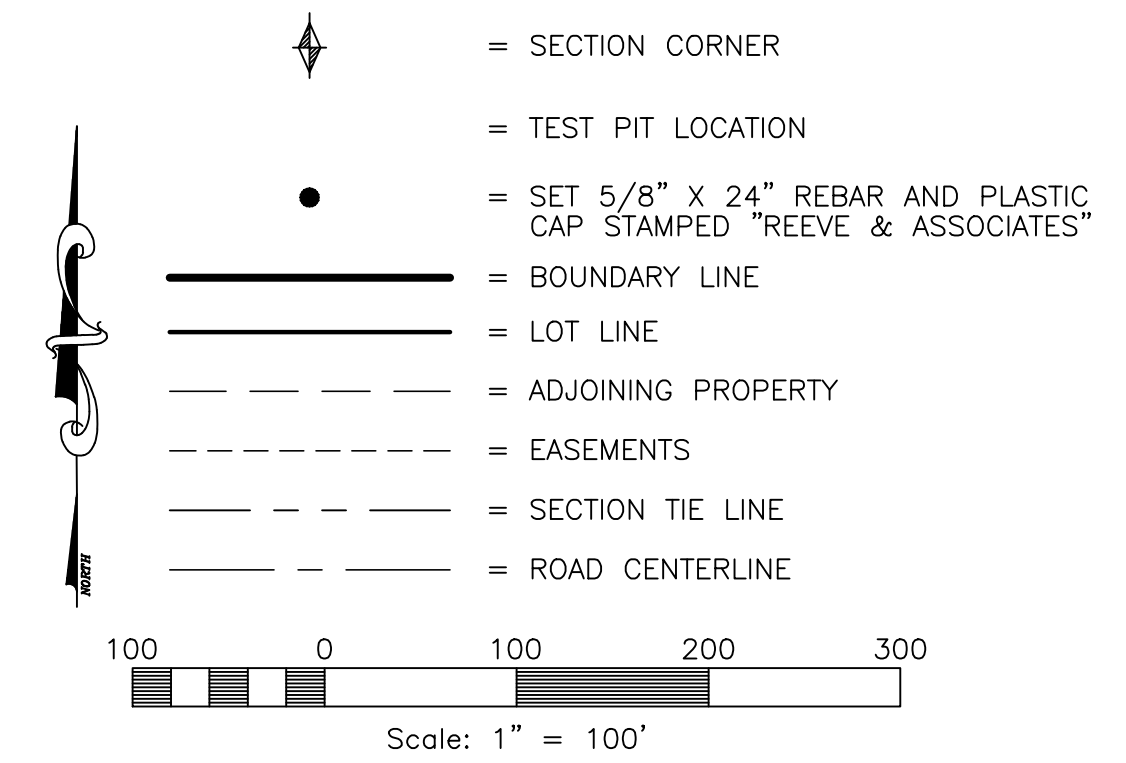 = SECTION CORNER
= TEST PIT LOCATION
= SET 5/8" X 24" REBAR AND PLASTIC
CAP STAMPED "REEVE & ASSOCIATES"
= BOUNDARY LINE
= LOT LINE
= ADJOINING PROPERTY
= EASEMENTS
= SECTION TIE LINE
= ROAD CENTERLINE
NORTH
100 0 100 200 300
Scale: 1" = 100'